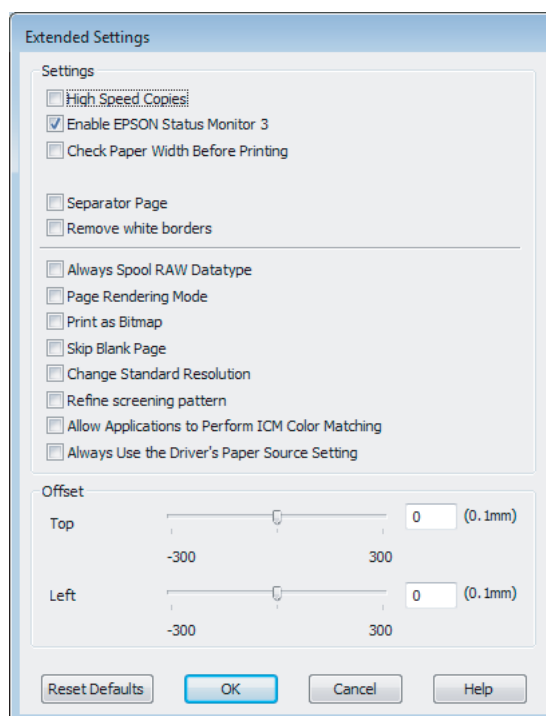 Extended Settings
Settings
High Speed Copies
Enable EPSON Status Monitor 3
Check Paper Width Before Printing
Separator Page
Remove white borders
Always Spool RAW Datatype
Page Rendering Mode
Print as Bitmap
Skip Blank Page
Change Standard Resolution
Refine screening pattern
Allow Applications to Perform ICM Color Matching
Always Use the Driver's Paper Source Setting
Offset
Top 0 (0.1mm)
-300 300
Left 0 (0.1mm)
-300 300
Reset Defaults OK Cancel Help